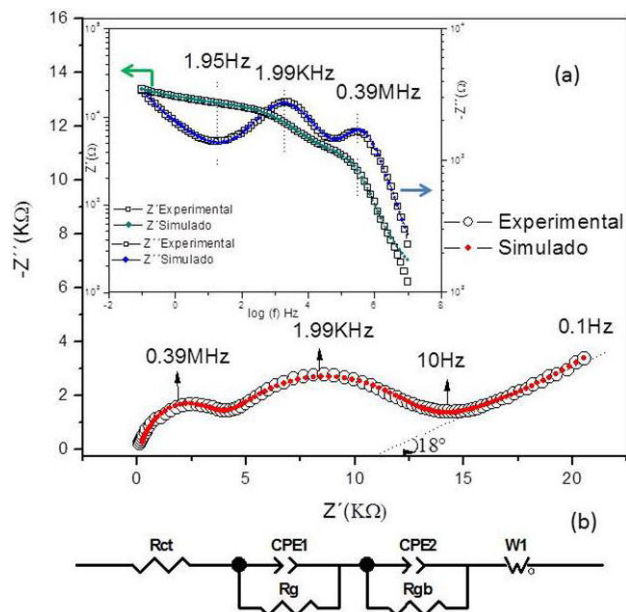 -16
-14
-12
-10
-8
-6
-4
-2
0
-Z´´(KΩ)
0
5
10
15
20
25
Z´(KΩ)
(a)
1.95Hz
1.99KHz
0.39MHz
Z´(Ω)
-Z´´(Ω)
-2
0
2
4
6
8
log (f) Hz
Z´Experimental
Z´Simulado
Z´´Experimental
Z´´Simulado
Experimental
Simulado
0.39MHz
1.99KHz
10Hz
0.1Hz
18°
(b)
Rct
CPE1
Rg
CPE2
Rgb
W1